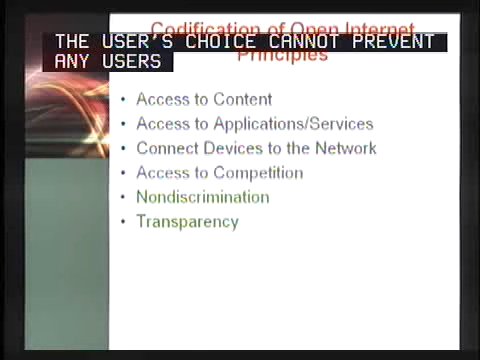 Codification of Open Internet
THE USER'S CHOICE CANNOT PREVENT
ANY USERS
Principles
• Access to Content
• Access to Applications/Services
• Connect Devices to the Network
• Access to Competition
• Nondiscrimination
• Transparency